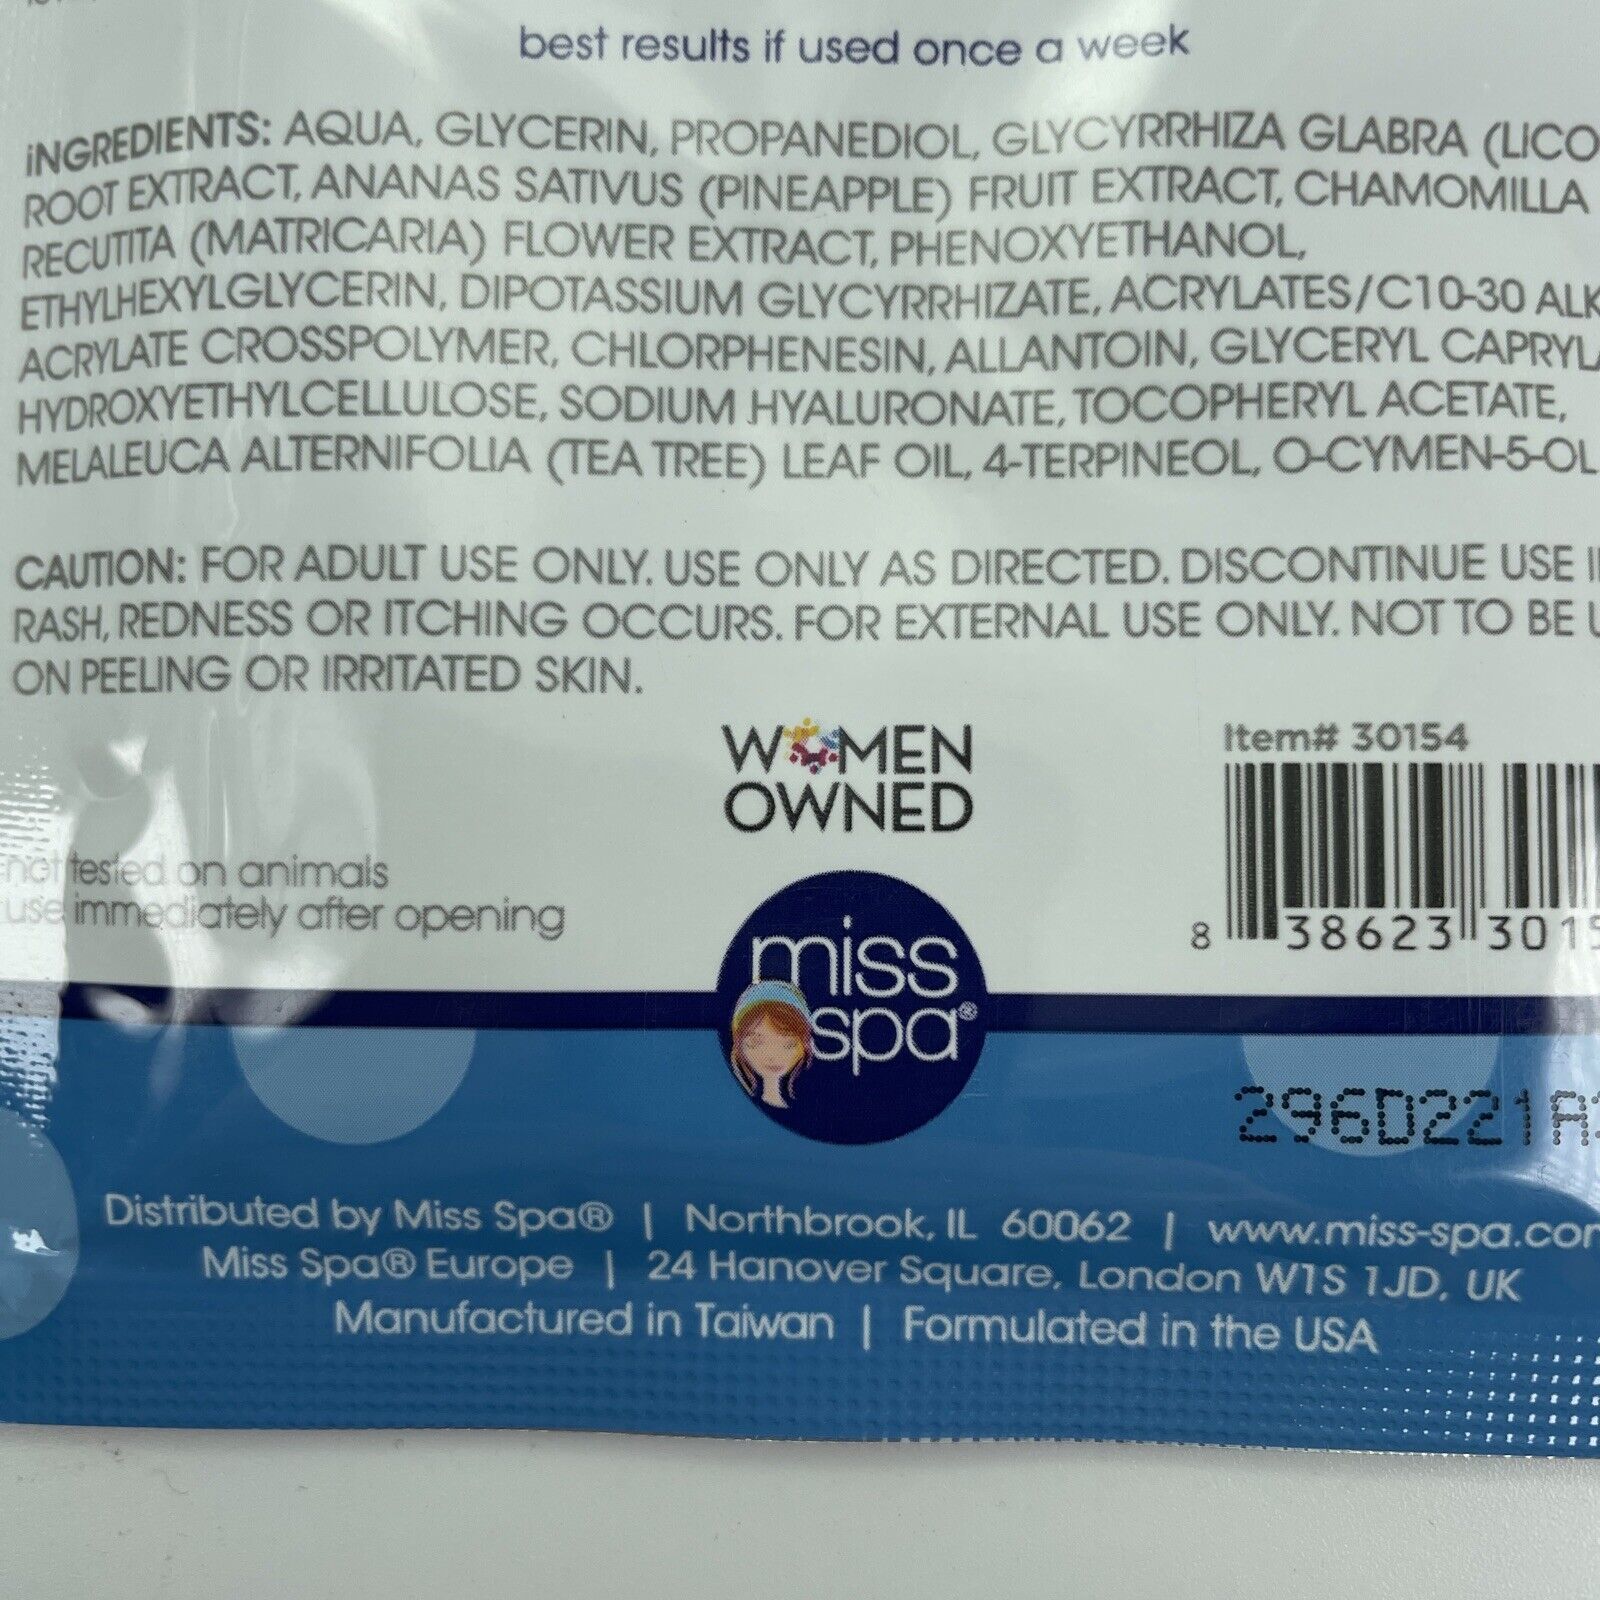 best results if used once a week
INGREDIENTS: AQUA, GLYCERIN, PROPANEDIOL, GLYCYRRHIZA GLABRA (LICO
ROOT EXTRACT, ANANAS SATIVUS (PINEAPPLE) FRUIT EXTRACT, CHAMOMILLA
RECUTITA (MATRICARIA) FLOWER EXTRACT, PHENOXYETHANOL,
ETHYLHEXYLGLYCERIN, DIPOTASSIUM GLYCYRRHIZATE, ACRYLATES/C10-30 ALK
ACRYLATE CROSSPOLYMER, CHLORPHENESIN, ALLANTOIN, GLYCERYL CAPRYL
HYDROXYETHYLCELLULOSE, SODIUM HYALURONATE, TOCOPHERYL ACETATE,
MELALEUCA ALTERNIFOLIA (TEA TREE) LEAF OIL, 4-TERPINEOL, O-CYMEN-5-OL
CAUTION: FOR ADULT USE ONLY. USE ONLY AS DIRECTED. DISCONTINUE USE I
RASH, REDNESS OR ITCHING OCCURS. FOR EXTERNAL USE ONLY. NOT TO BE U
ON PEELING OR IRRITATED SKIN.
WOMEN
OWNED
Item# 30154
8 38623 3015
not tested on animals
use immediately after opening
miss
spa®
296D221A
Distributed by Miss Spa® | Northbrook, IL 60062 | www.miss-spa.com
Miss Spa® Europe | 24 Hanover Square, London W1S 1JD, UK
Manufactured in Taiwan | Formulated in the USA